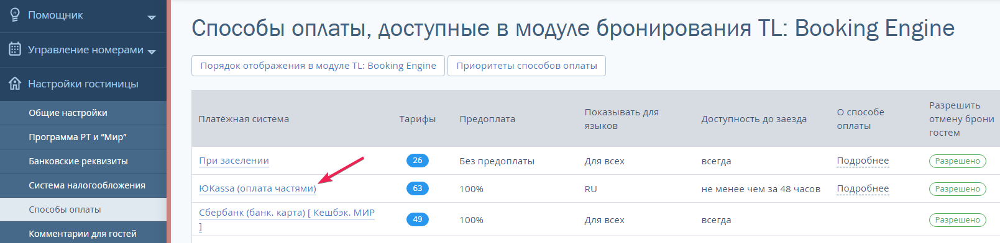 Помощник
Управление номерами
Настройки гостиницы
Общие настройки
Программа РТ и “Мир”
Банковские реквизиты
Система налогообложения
Способы оплаты
Комментарии для гостей
Способы оплаты, доступные в модуле бронирования TL: Booking Engine
Порядок отображения в модуле TL: Booking Engine
Приоритеты способов оплаты
Платёжная система
Тарифы
Предоплата
Показывать для
языков
Доступность до заезда
О способе
оплаты
Разрешить
отмену брони
гостем
При заселении
26
Без предоплаты
Для всех
всегда
Подробнее
Разрешено
ЮKassa (оплата частями)
63
100%
RU
не менее чем за 48 часов
Подробнее
Разрешено
Сбербанк (банк. карта) [ Кешбэк. МИР
]
49
100%
Для всех
всегда
Разрешено